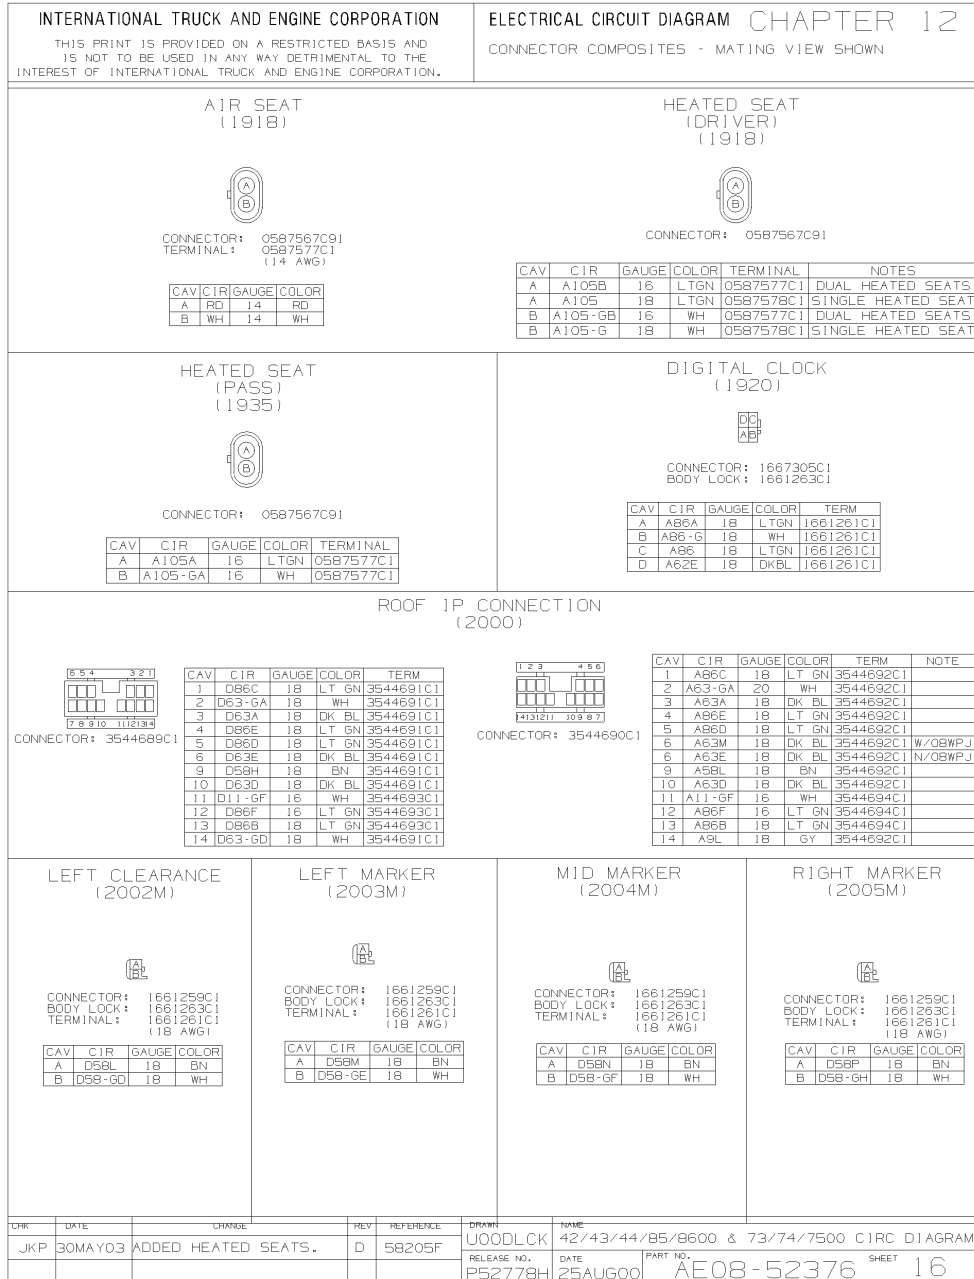 INTERNATIONAL TRUCK AND ENGINE CORPORATION
THIS PRINT IS PROVIDED ON A RESTRICTED BASIS AND
IS NOT TO BE USED IN ANY WAY DETRIMENTAL TO THE
INTEREST OF INTERNATIONAL TRUCK AND ENGINE CORPORATION.
ELECTRICAL CIRCUIT DIAGRAM CHAPTER 12
CONNECTOR COMPOSITES - MATING VIEW SHOWN
AIR SEAT
(1918)
A
B
CONNECTOR: 0587567C91
TERMINAL: 0587577C1
(14 AWG)
CAV CIR GAUGE COLOR
A RD 14 RD
B WH 14 WH
HEATED SEAT
(DRIVER)
(1918)
A
B
CONNECTOR: 0587567C91
CAV CIR GAUGE COLOR TERMINAL NOTES
A A105B 16 LTGN 0587577C1 DUAL HEATED SEATS
A A105 18 LTGN 0587578C1 SINGLE HEATED SEAT
B A105-GB 16 WH 0587577C1 DUAL HEATED SEATS
B A105-G 18 WH 0587578C1 SINGLE HEATED SEAT
HEATED SEAT
(PASS)
(1935)
A
B
CONNECTOR: 0587567C91
CAV CIR GAUGE COLOR TERMINAL
A A105A 16 LTGN 0587577C1
B A105-GA 16 WH 0587577C1
DIGITAL CLOCK
(1920)
D C
A B
CONNECTOR: 1667305C1
BODY LOCK: 1661263C1
CAV CIR GAUGE COLOR TERM
A A86A 18 LTGN 1661261C1
B A86-G 18 WH 1661261C1
C A86 18 LTGN 1661261C1
D A62E 18 DKBL 1661261C1
ROOF IP CONNECTION
(2000)
6 5 4 3 2 1
7 8 9 10 11 12 13 14
CONNECTOR: 3544689C1
CAV CIR GAUGE COLOR TERM
1 D86C 18 LT GN 3544691C1
2 D63-GA 18 WH 3544691C1
3 D63A 18 DK BL 3544691C1
4 D86E 18 LT GN 3544691C1
5 D86D 18 LT GN 3544691C1
6 D63E 18 DK BL 3544691C1
9 D58H 18 BN 3544691C1
10 D63D 18 DK BL 3544691C1
11 D11-GF 16 WH 3544693C1
12 D86F 16 LT GN 3544693C1
13 D86B 18 LT GN 3544693C1
14 D63-GD 18 WH 3544691C1
1 2 3 4 5 6
14 13 12 11 10 9 8 7
CONNECTOR: 3544690C1
CAV CIR GAUGE COLOR TERM NOTE
1 A86C 18 LT GN 3544692C1
2 A63-GA 20 WH 3544692C1
3 A63A 18 DK BL 3544692C1
4 A86E 18 LT GN 3544692C1
5 A86D 18 LT GN 3544692C1
6 A63M 18 DK BL 3544692C1 W/08WPJ
6 A63E 18 DK BL 3544692C1 N/08WPJ
9 A58L 18 BN 3544692C1
10 A63D 18 DK BL 3544692C1
11 A11-GF 16 WH 3544694C1
12 A86F 16 LT GN 3544694C1
13 A86B 18 LT GN 3544694C1
14 A9L 18 GY 3544692C1
LEFT CLEARANCE
(2002M)
A
B
CONNECTOR: 1661259C1
BODY LOCK: 1661263C1
TERMINAL: 1661261C1
(18 AWG)
CAV CIR GAUGE COLOR
A D58L 18 BN
B D58-GD 18 WH
LEFT MARKER
(2003M)
A
B
CONNECTOR: 1661259C1
BODY LOCK: 1661263C1
TERMINAL: 1661261C1
(18 AWG)
CAV CIR GAUGE COLOR
A D58M 18 BN
B D58-GE 18 WH
MID MARKER
(2004M)
A
B
CONNECTOR: 1661259C1
BODY LOCK: 1661263C1
TERMINAL: 1661261C1
(18 AWG)
CAV CIR GAUGE COLOR
A D58N 18 BN
B D58-GF 18 WH
RIGHT MARKER
(2005M)
A
B
CONNECTOR: 1661259C1
BODY LOCK: 1661263C1
TERMINAL: 1661261C1
(18 AWG)
CAV CIR GAUGE COLOR
A D58P 18 BN
B D58-GH 18 WH
CHK DATE CHANGE REV REFERENCE
JKP 30MAY03 ADDED HEATED SEATS. D 58205F
DRAWN NAME
UOODLCK 42/43/44/85/8600 & 73/74/7500 CIRC DIAGRAM
RELEASE NO. DATE PART NO. SHEET
P52778H 25AUG00 AE08-52376 16